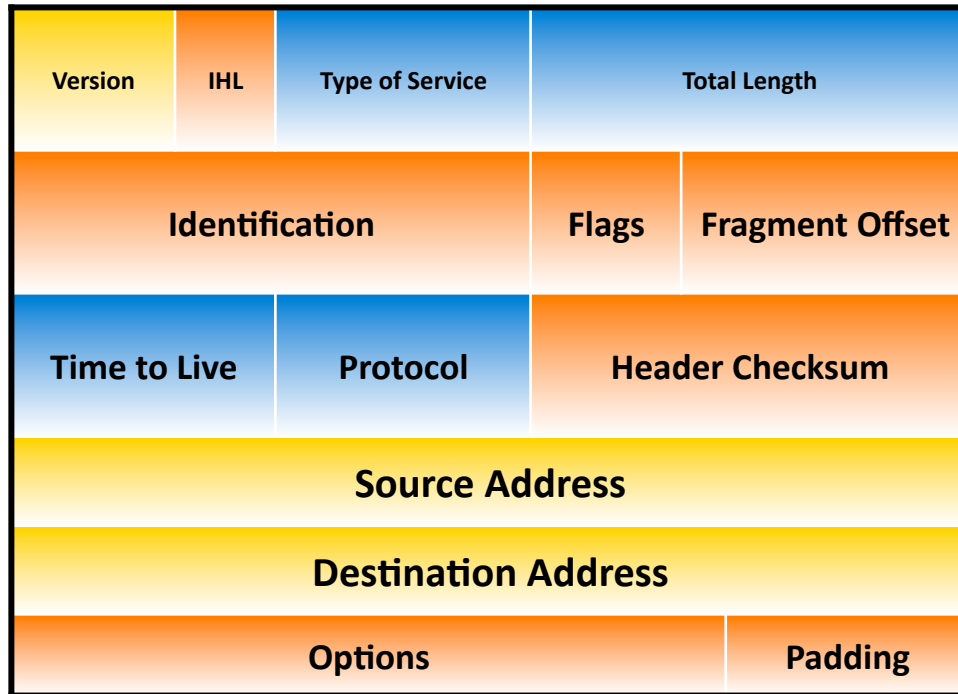 Version IHL Type of Service Total Length
Identification Flags Fragment Offset
Time to Live Protocol Header Checksum
Source Address
Destination Address
Options Padding